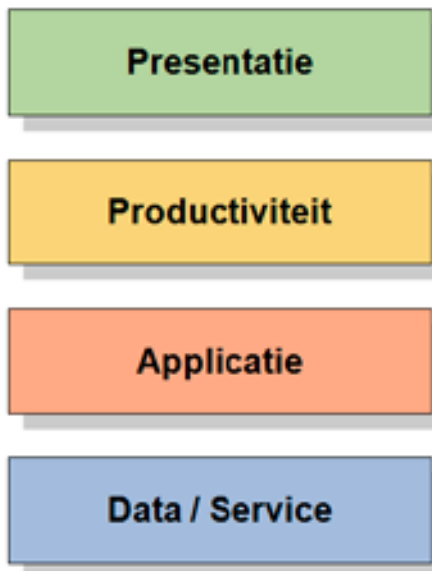 Presentatie
Productiviteit
Applicatie
Data / Service